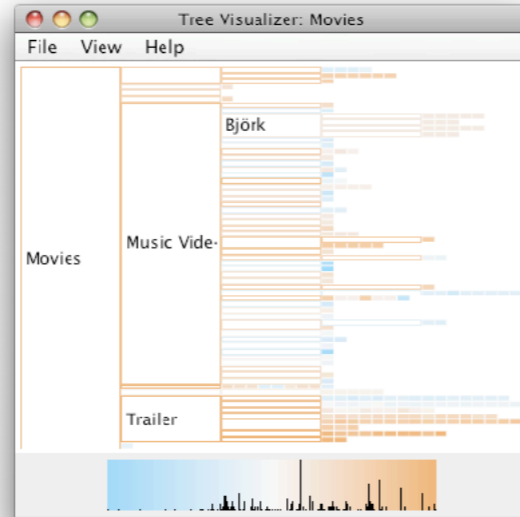 Tree Visualizer: Movies
File View Help
Björk
Music Vide-
Movies
Trailer